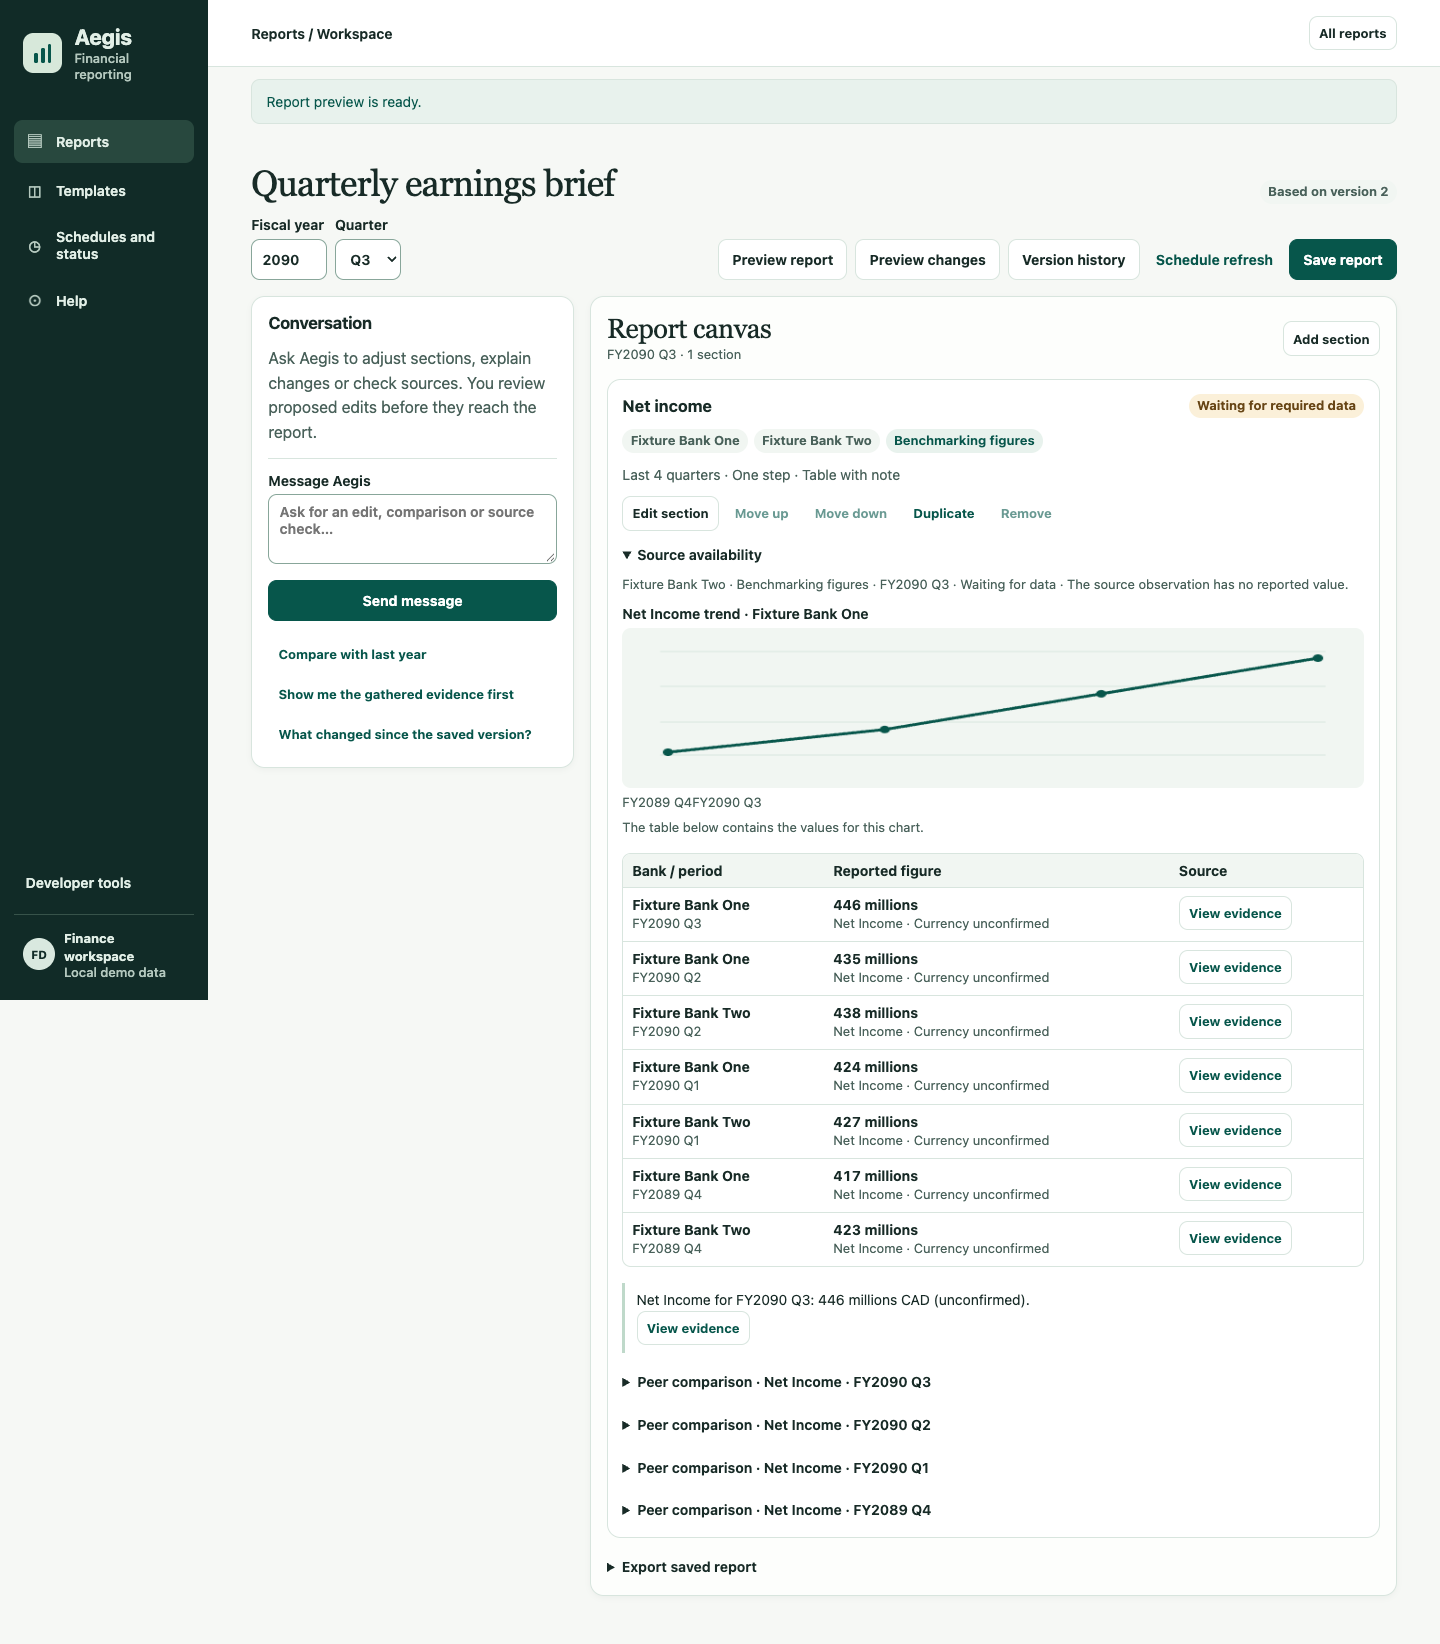 Aegis
Financial
reporting
Reports
Templates
Schedules and
status
Help
Developer tools
FD
Finance
workspace
Local demo data
Reports / Workspace
All reports
Report preview is ready.
Quarterly earnings brief
Based on version 2
Fiscal year Quarter
2090 Q3
Preview report Preview changes Version history Schedule refresh Save report
Conversation
Ask Aegis to adjust sections, explain
changes or check sources. You review
proposed edits before they reach the
report.
Message Aegis
Ask for an edit, comparison or source
check...
Send message
Compare with last year
Show me the gathered evidence first
What changed since the saved version?
Report canvas
FY2090 Q3 · 1 section
Add section
Net income
Waiting for required data
Fixture Bank One Fixture Bank Two Benchmarking figures
Last 4 quarters · One step · Table with note
Edit section Move up Move down Duplicate Remove
Source availability
Fixture Bank Two · Benchmarking figures · FY2090 Q3 · Waiting for data · The source observation has no reported value.
Net Income trend · Fixture Bank One
FY2089 Q4FY2090 Q3
The table below contains the values for this chart.
Bank / period Reported figure Source
Fixture Bank One 446 millions View evidence
FY2090 Q3 Net Income · Currency unconfirmed
Fixture Bank One 435 millions View evidence
FY2090 Q2 Net Income · Currency unconfirmed
Fixture Bank Two 438 millions View evidence
FY2090 Q2 Net Income · Currency unconfirmed
Fixture Bank One 424 millions View evidence
FY2090 Q1 Net Income · Currency unconfirmed
Fixture Bank Two 427 millions View evidence
FY2090 Q1 Net Income · Currency unconfirmed
Fixture Bank One 417 millions View evidence
FY2089 Q4 Net Income · Currency unconfirmed
Fixture Bank Two 423 millions View evidence
FY2089 Q4 Net Income · Currency unconfirmed
Net Income for FY2090 Q3: 446 millions CAD (unconfirmed).
View evidence
Peer comparison · Net Income · FY2090 Q3
Peer comparison · Net Income · FY2090 Q2
Peer comparison · Net Income · FY2090 Q1
Peer comparison · Net Income · FY2089 Q4
Export saved report